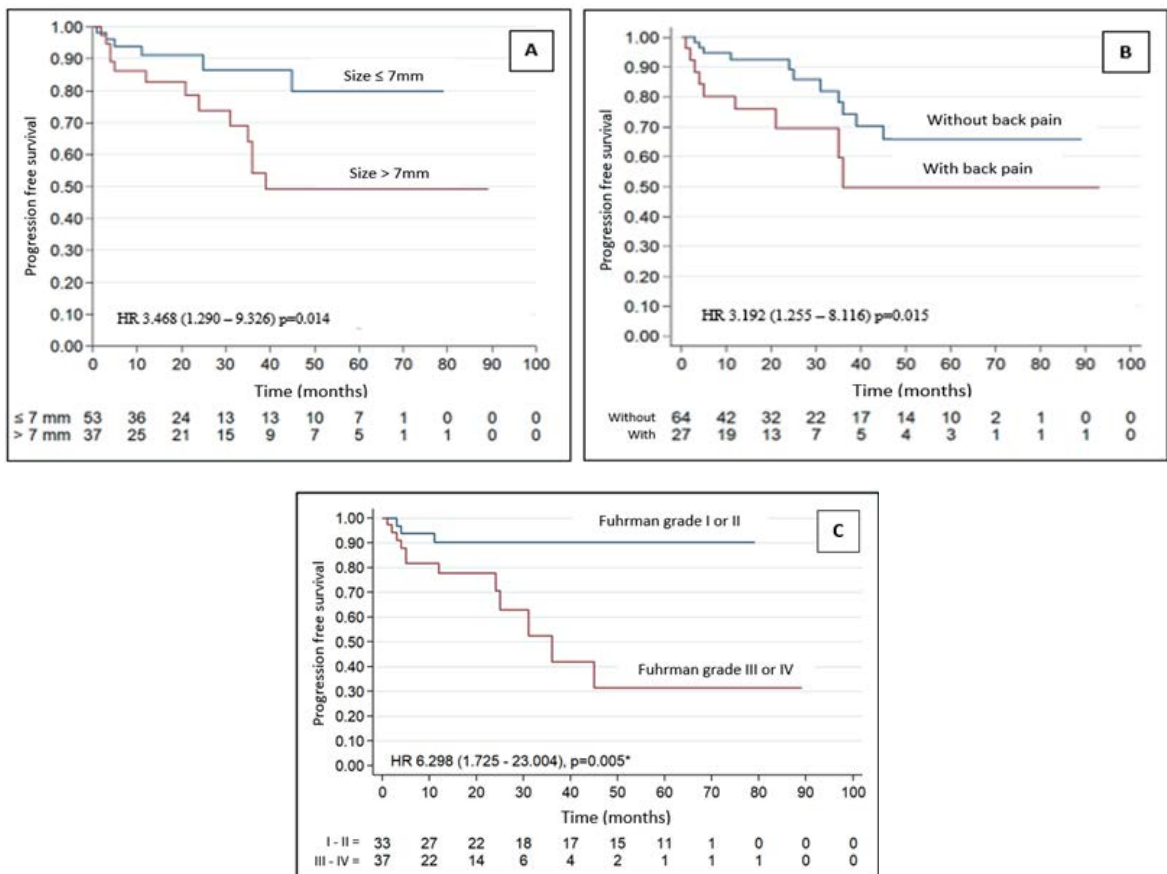 A
Progression free survival
1.00
0.90
0.80
0.70
0.60
0.50
0.40
0.30
0.20
0.10
0.00
Size ≤ 7mm
Size > 7mm
HR 3.468 (1.290 – 9.326) p=0.014
0 10 20 30 40 50 60 70 80 90 100
Time (months)
≤ 7 mm 53 36 24 13 13 10 7 1 0 0 0
> 7 mm 37 25 21 15 9 7 5 1 1 0 0
B
Progression free survival
1.00
0.90
0.80
0.70
0.60
0.50
0.40
0.30
0.20
0.10
0.00
Without back pain
With back pain
HR 3.192 (1.255 – 8.116) p=0.015
0 10 20 30 40 50 60 70 80 90 100
Time (months)
Without 64 42 32 22 17 14 10 2 1 0 0
With 27 19 13 7 5 4 3 1 1 1 0
C
Progression free survival
1.00
0.90
0.80
0.70
0.60
0.50
0.40
0.30
0.20
0.10
0.00
Fuhrman grade I or II
Fuhrman grade III or IV
HR 6.298 (1.725 - 23.004), p=0.005*
0 10 20 30 40 50 60 70 80 90 100
Time (months)
I - II = 33 27 22 18 17 15 11 1 0 0 0
III - IV = 37 22 14 6 4 2 1 1 1 0 0